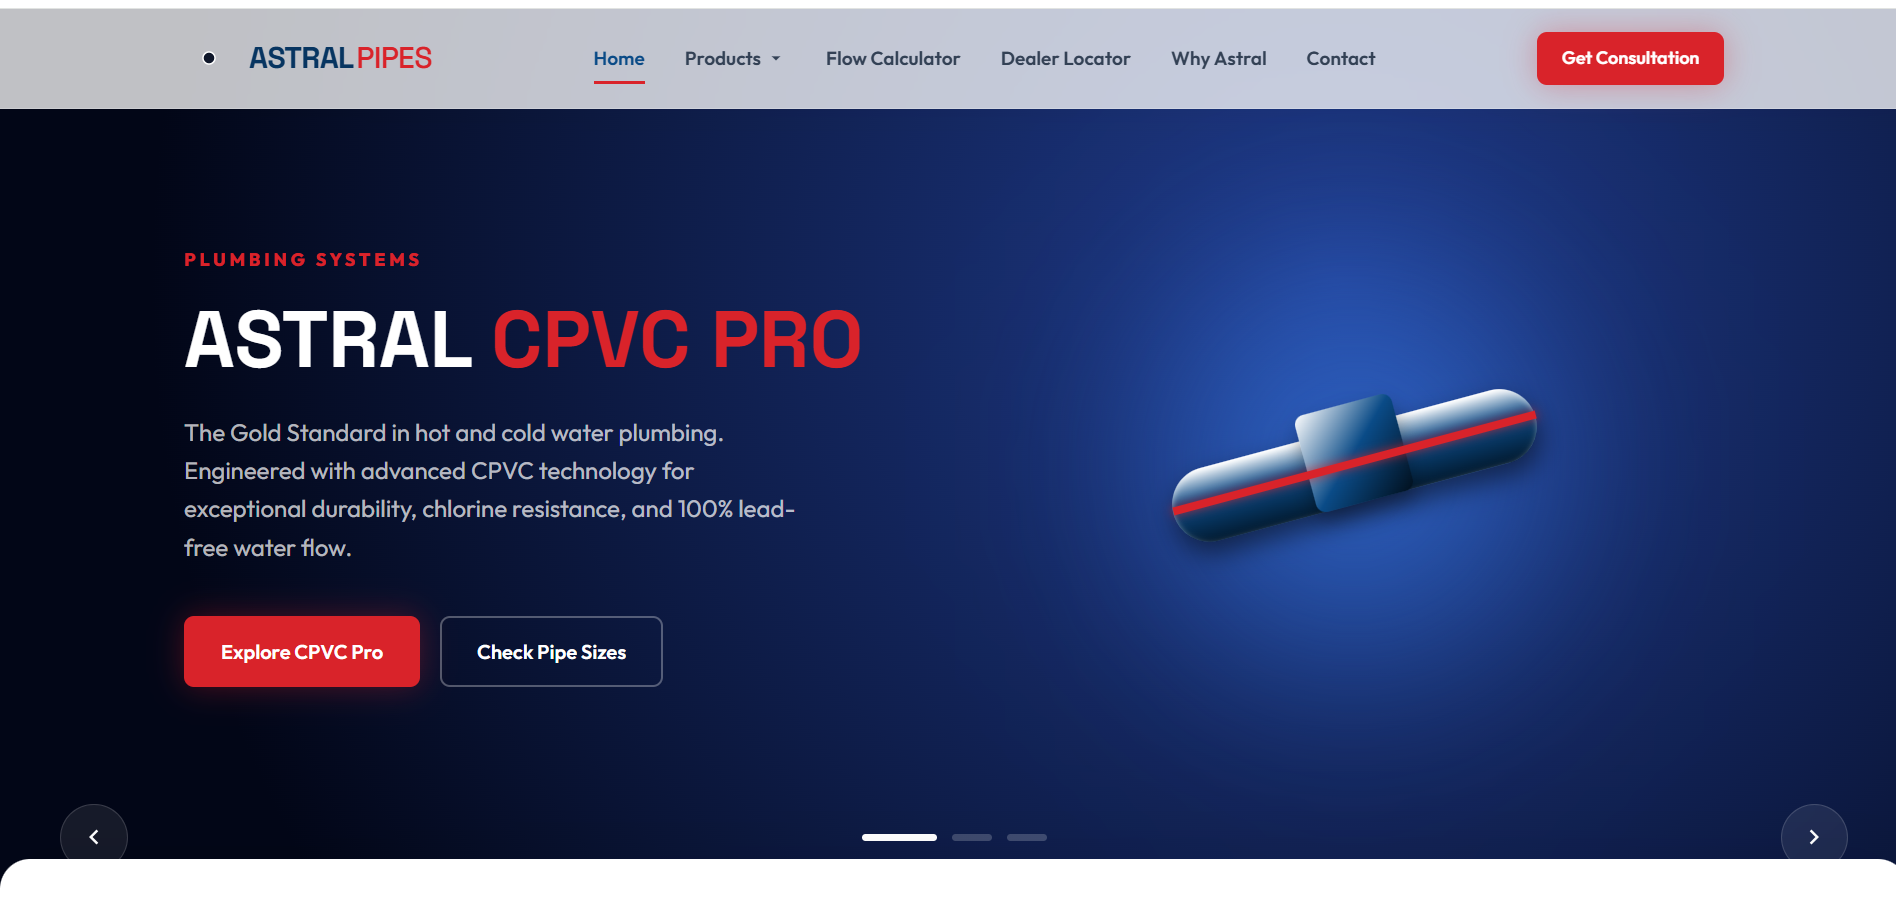 ASTRAL PIPES
Home
Products
Flow Calculator
Dealer Locator
Why Astral
Contact
Get Consultation
PLUMBING SYSTEMS
ASTRAL CPVC PRO
The Gold Standard in hot and cold water plumbing.
Engineered with advanced CPVC technology for
exceptional durability, chlorine resistance, and 100% lead-
free water flow.
Explore CPVC Pro
Check Pipe Sizes